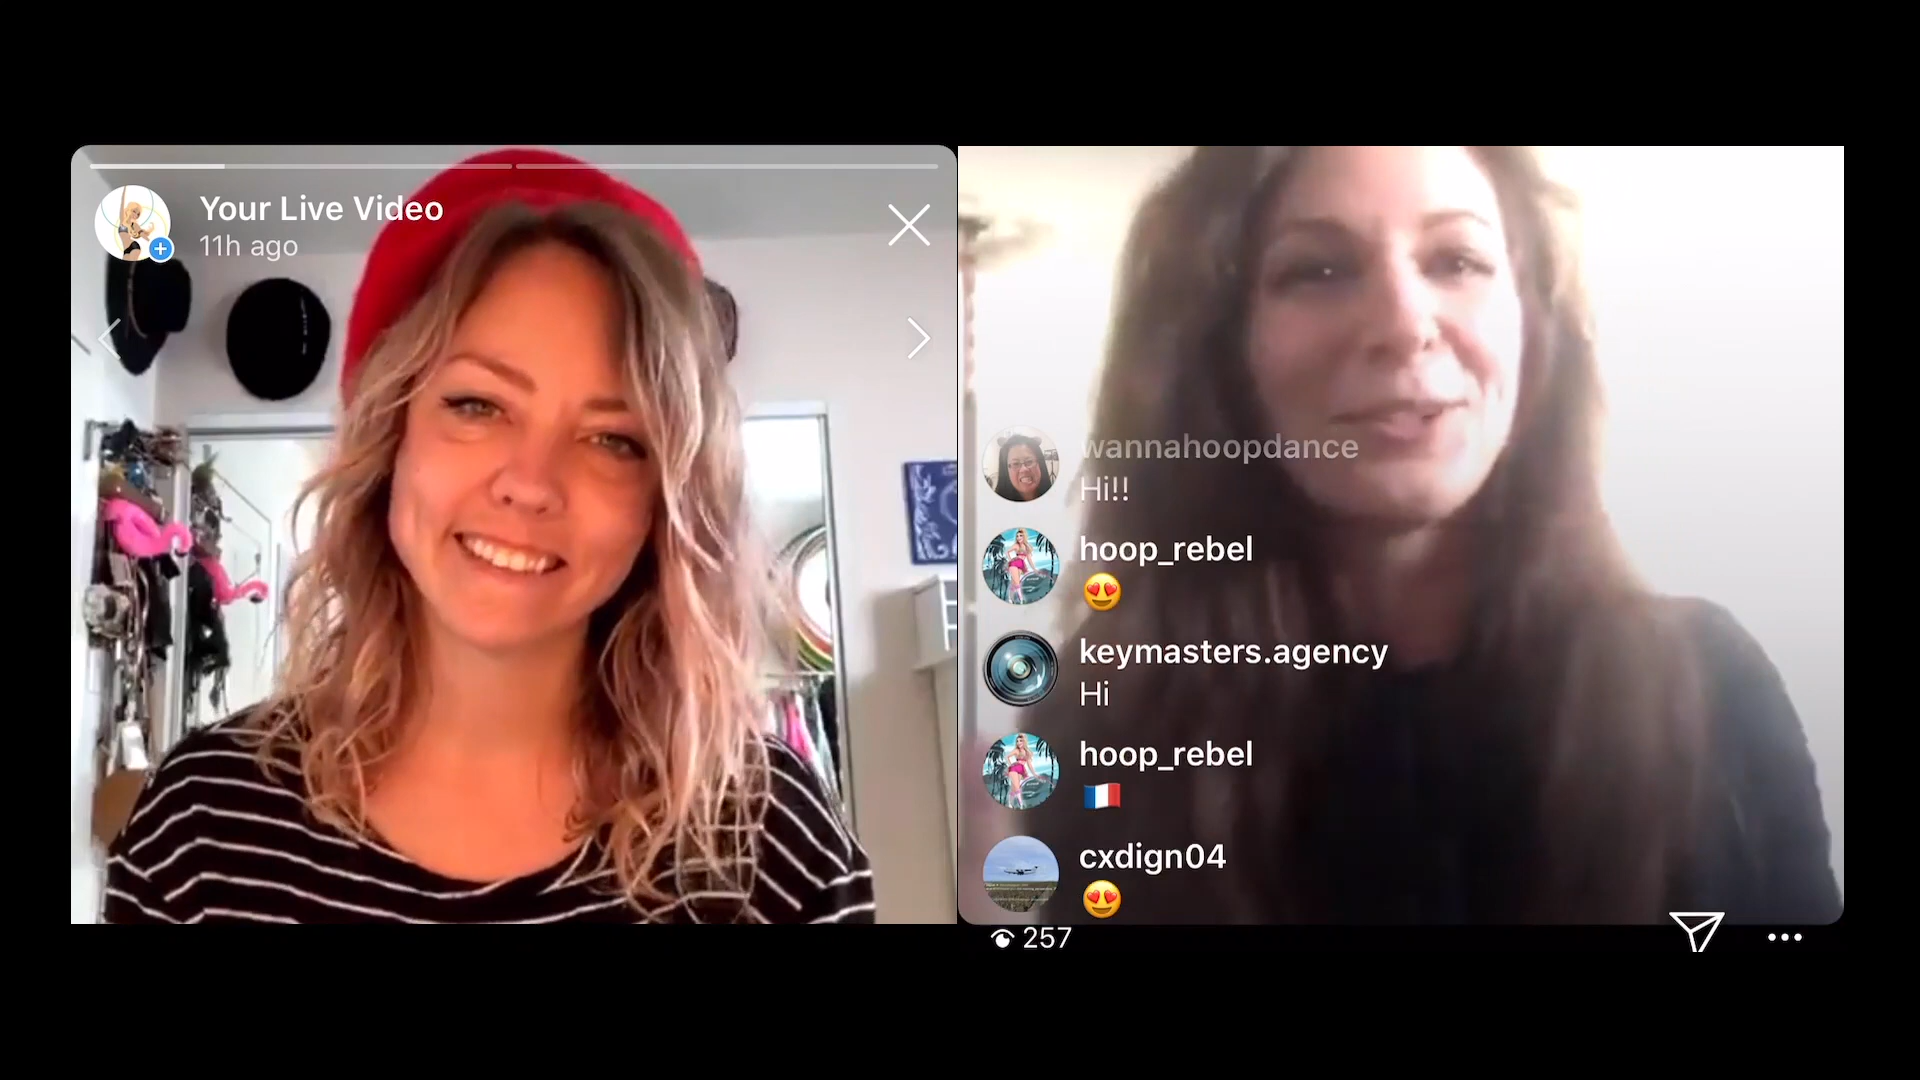 Your Live Video
11h ago
wannahoopdance
Hi!!
hoop_rebel
😍
keymasters.agency
Hi
hoop_rebel
🇫🇷
cxdign04
😍
257